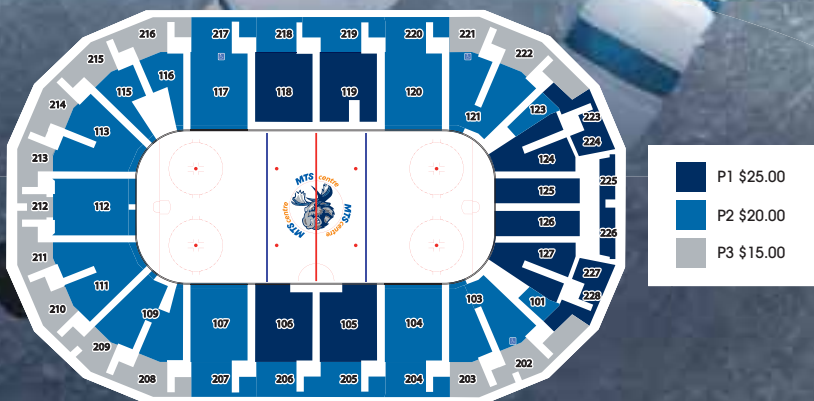 216 217 218 219 220 221
215 222
116
115 117 118 119 120 121 123 223
214 224
113 124
213
MTS centre
225
112 125
212
MTS centre
MTS centre
126 226
211 127 227
111 228
210 109 103 101
107 106 105 104
209 202
208 207 206 205 204 203
P1 $25.00
P2 $20.00
P3 $15.00